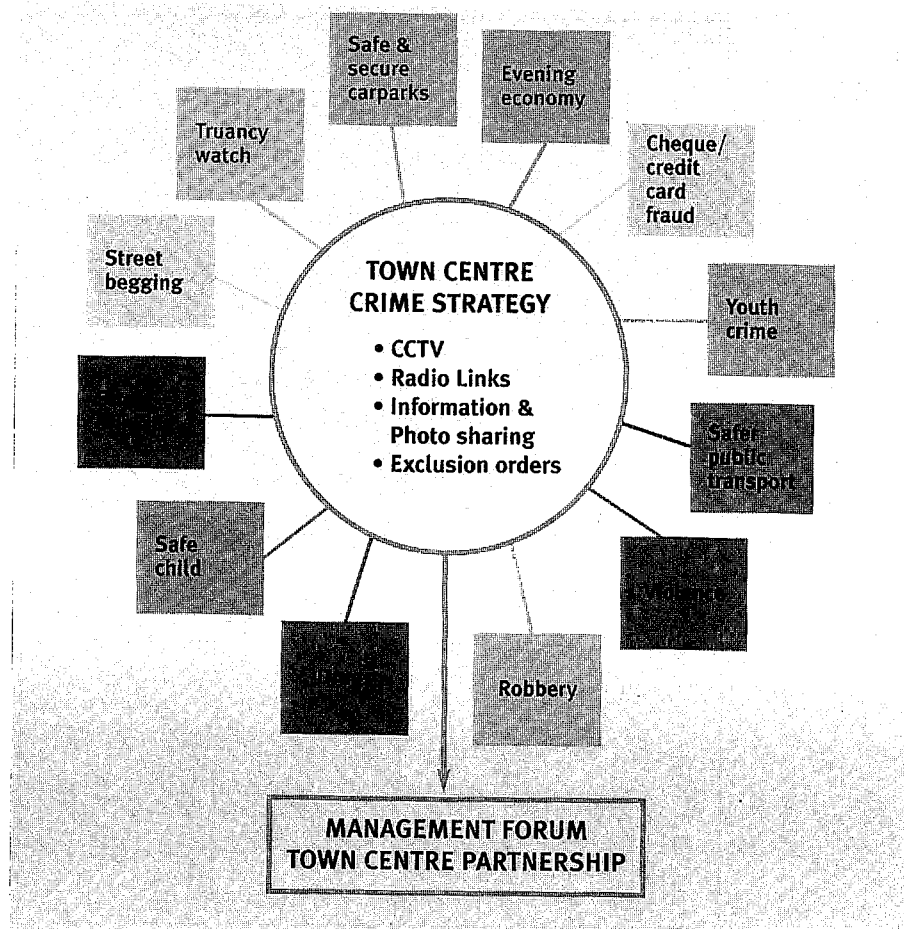 Safe &
secure
carparks
Evening
economy
Truancy
watch
Cheque/
credit
card
fraud
Street
begging
TOWN CENTRE
CRIME STRATEGY
• CCTV
• Radio Links
• Information &
Photo sharing
• Exclusion orders
Youth
crime
Safer
public
transport
Safe
child
Violence
Robbery
MANAGEMENT FORUM
TOWN CENTRE PARTNERSHIP